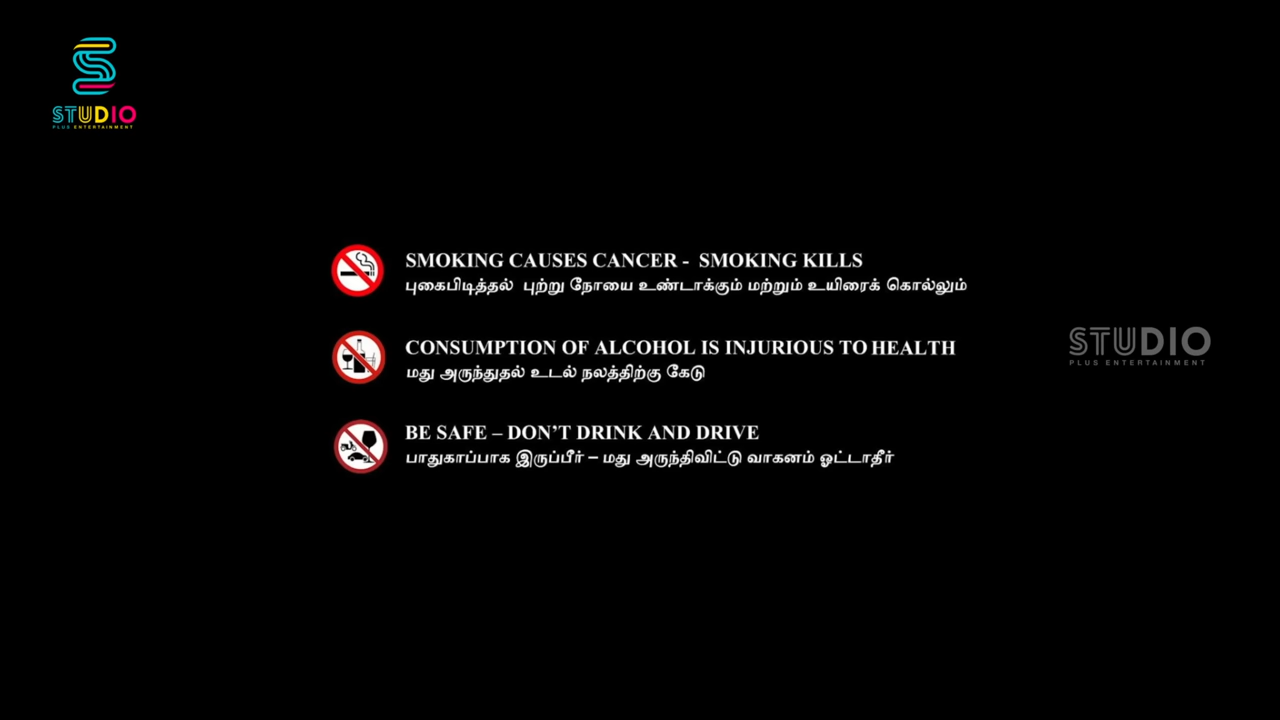 STUDIO
PLUS ENTERTAINMENT
SMOKING CAUSES CANCER - SMOKING KILLS
புகைபிடித்தல் புற்று நோயை உண்டாக்கும் மற்றும் உயிரைக் கொல்லும்
CONSUMPTION OF ALCOHOL IS INJURIOUS TO HEALTH
மது அருந்துதல் உடல் நலத்திற்கு கேடு
STUDIO
PLUS ENTERTAINMENT
BE SAFE – DON’T DRINK AND DRIVE
பாதுகாப்பாக இருப்பீர் – மது அருந்திவிட்டு வாகனம் ஓட்டாதீர்